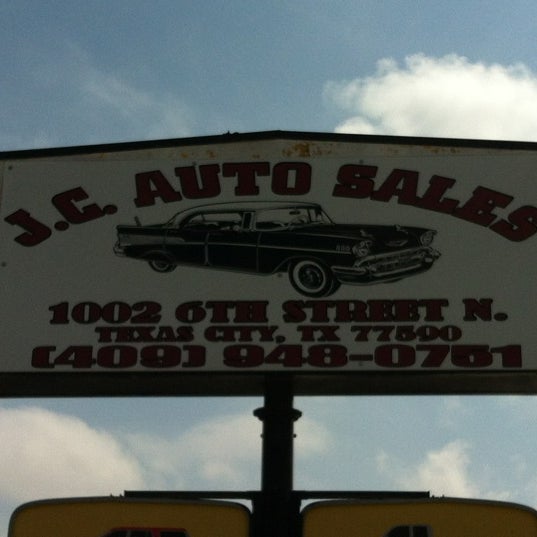 J.C. AUTO SALES
1002 6TH STREET N.
TEXAS CITY, TX 77590
(409) 948-0751